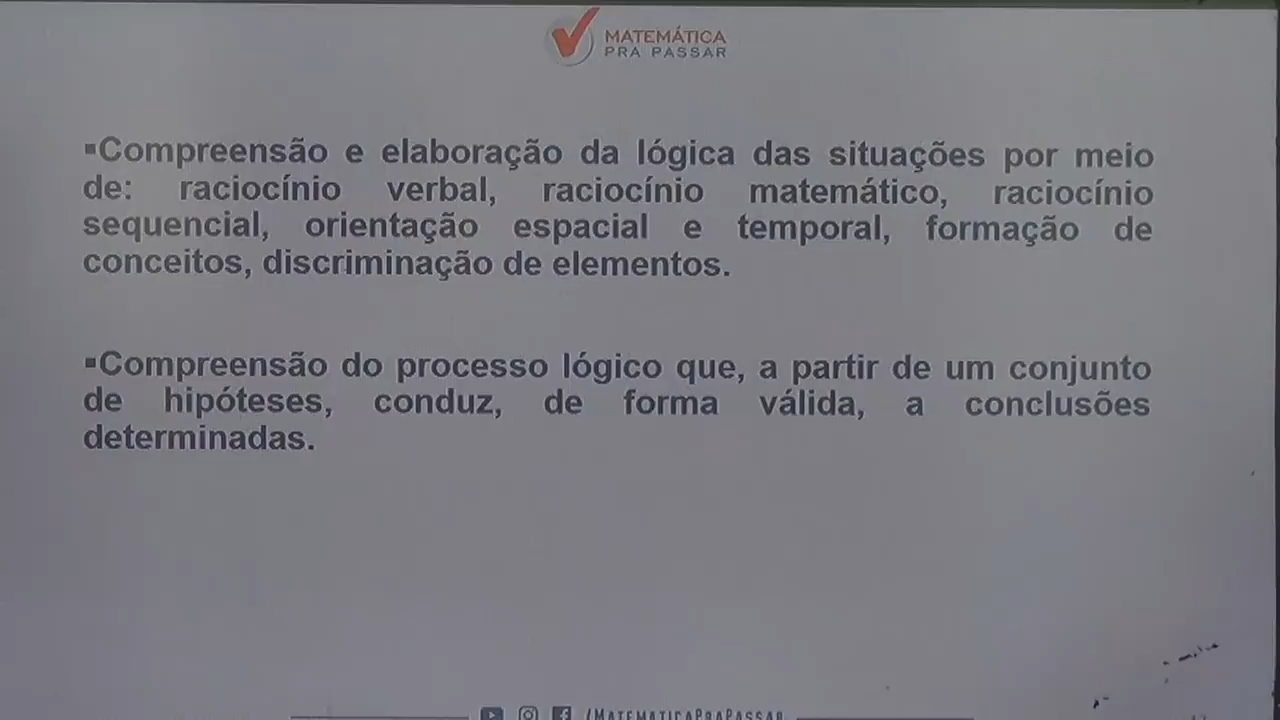 MATEMÁTICA
PRA PASSAR
▪Compreensão e elaboração da lógica das situações por meio
de: raciocínio verbal, raciocínio matemático, raciocínio
sequencial, orientação espacial e temporal, formação de
conceitos, discriminação de elementos.
▪Compreensão do processo lógico que, a partir de um conjunto
de hipóteses, conduz, de forma válida, a conclusões
determinadas.
/MATEMATICAPRAPASSAR